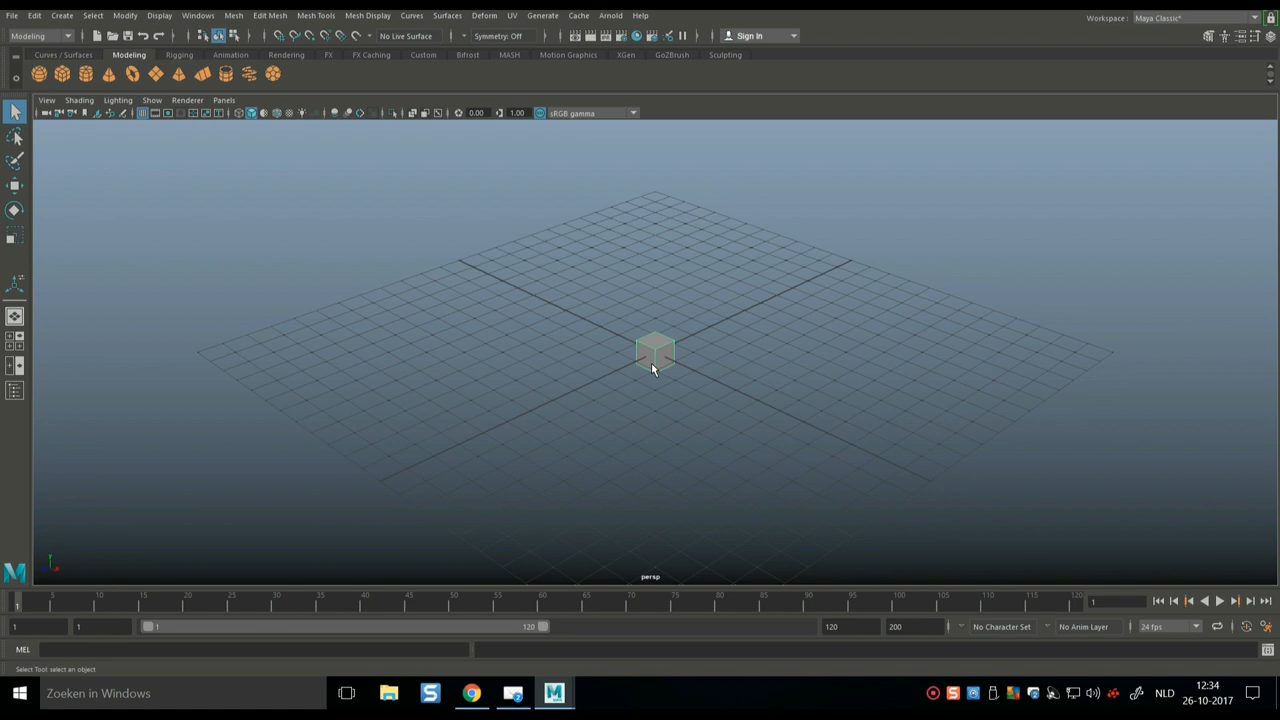 File Edit Create Select Modify Display Windows Mesh Edit Mesh Mesh Tools Mesh Display Curves Surfaces Deform UV Generate Cache Arnold Help Workspace : Maya Classic*
Modeling No Live Surface Symmetry: Off Sign In
Curves / Surfaces Modeling Rigging Animation Rendering FX FX Caching Custom Bifrost MASH Motion Graphics XGen GoZBrush Sculpting
View Shading Lighting Show Renderer Panels
0.00 1.00 sRGB gamma
persp
1 5 10 15 20 25 30 35 40 45 50 55 60 65 70 75 80 85 90 95 100 105 110 115 120 1
1 1 1 120 120 200 No Character Set No Anim Layer 24 fps
MEL
Select Tool: select an object
Zoeken in Windows NLD 12:34
26-10-2017